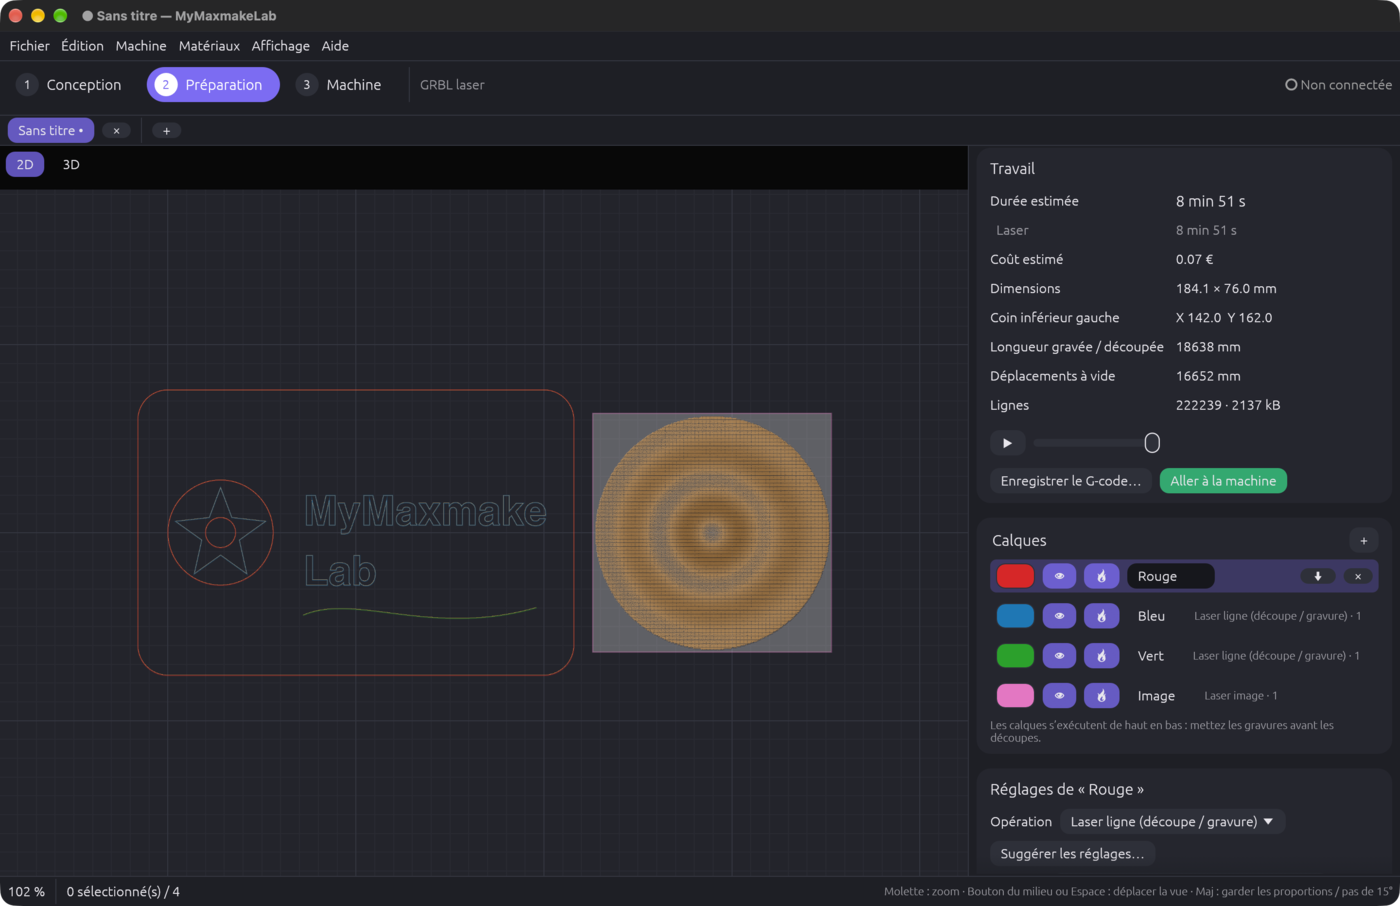 Sans titre — MyMaxmakeLab
Fichier Édition Machine Matériaux Affichage Aide
1 Conception 2 Préparation 3 Machine GRBL laser Non connectée
Sans titre • × +
2D 3D
Travail
Durée estimée 8 min 51 s
Laser 8 min 51 s
Coût estimé 0.07 €
Dimensions 184.1 × 76.0 mm
Coin inférieur gauche X 142.0 Y 162.0
Longueur gravée / découpée 18638 mm
Déplacements à vide 16652 mm
Lignes 222239 · 2137 kB
Enregistrer le G-code… Aller à la machine
MyMaxmake
Lab
Calques +
Rouge ×
Bleu Laser ligne (découpe / gravure) · 1
Vert Laser ligne (découpe / gravure) · 1
Image Laser image · 1
Les calques s’exécutent de haut en bas : mettez les gravures avant les
découpes.
Réglages de « Rouge »
Opération Laser ligne (découpe / gravure)
Suggérer les réglages…
102 % 0 sélectionné(s) / 4 Molette : zoom · Bouton du milieu ou Espace : déplacer la vue · Maj : garder les proportions / pas de 15°